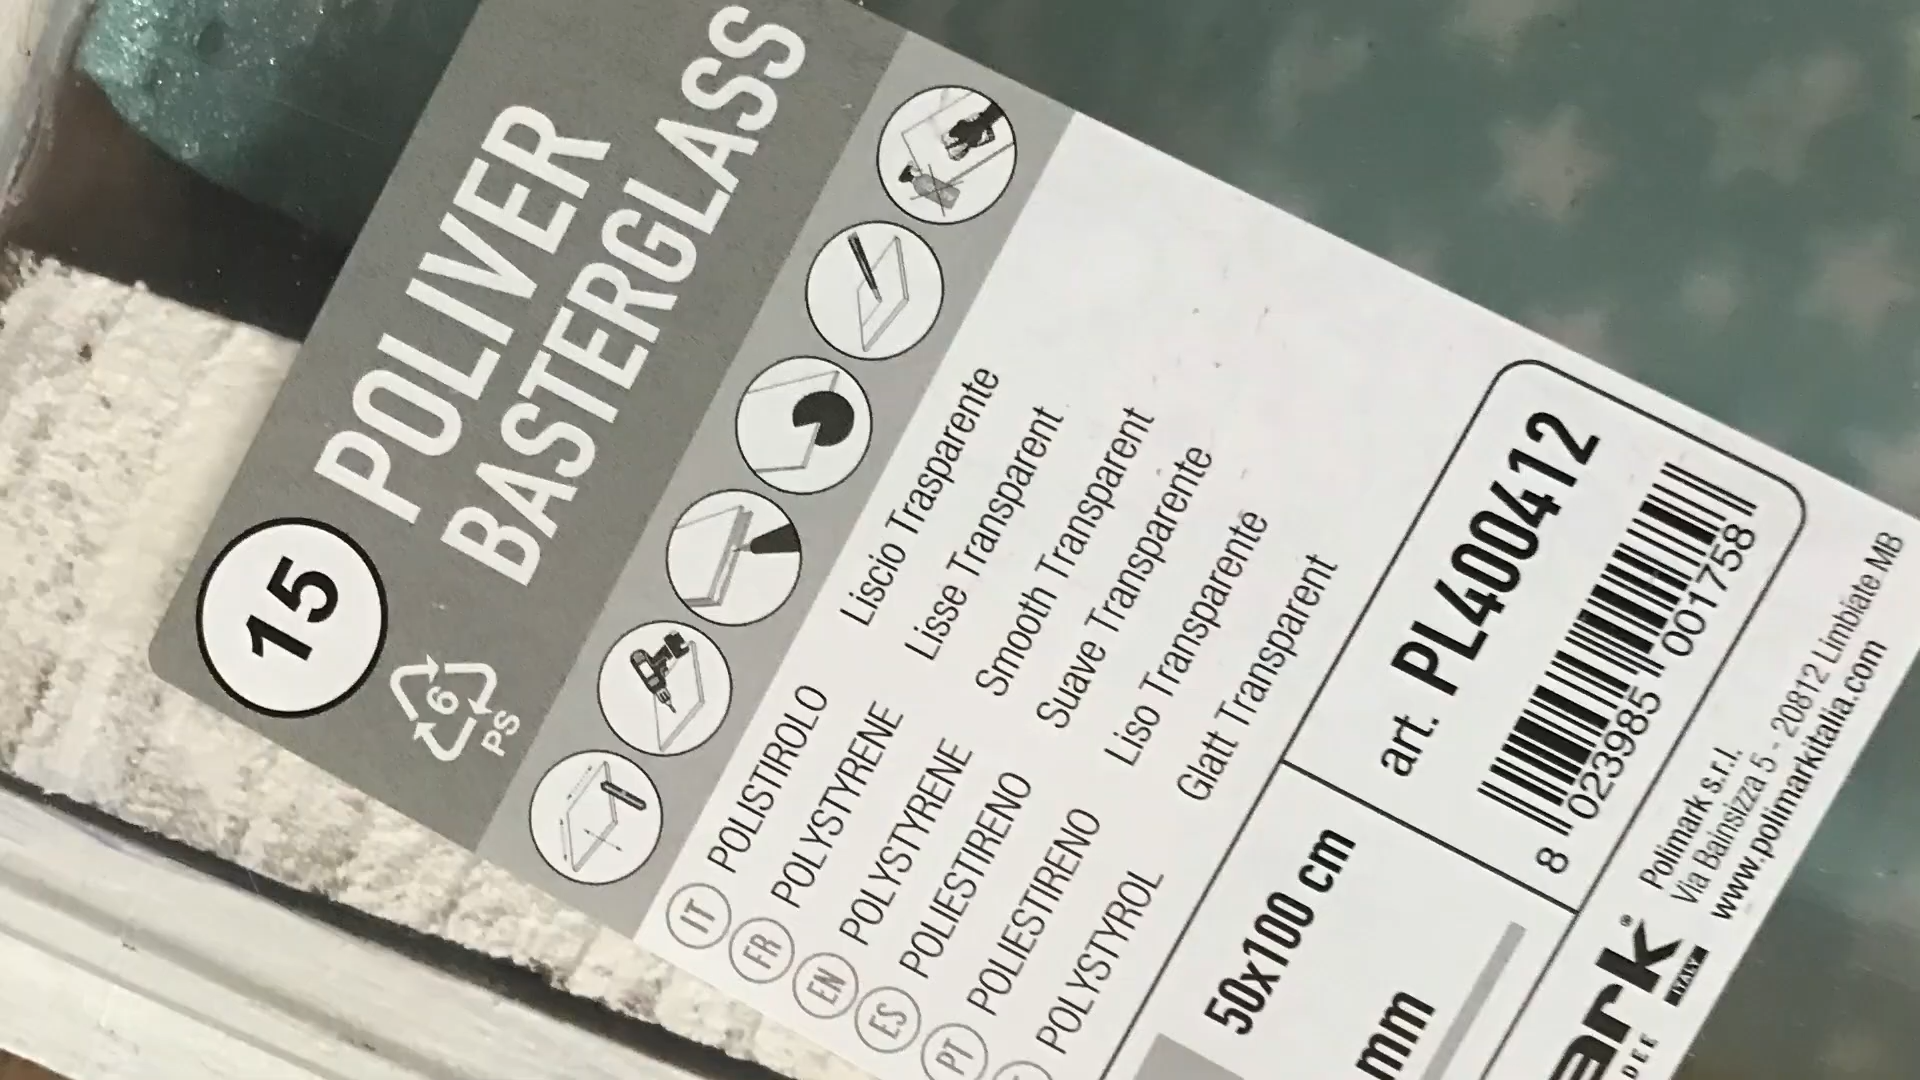 15
POLIVER
BASTERGLASS
6
PS
IT POLISTIROLO Liscio Trasparente
FR POLYSTYRENE Lisse Transparent
EN POLYSTYRENE Smooth Transparent
ES POLIESTIRENO Suave Transparente
PT POLIESTIRENO Liso Transparente
POLYSTYROL Glatt Transparent
50x100 cm
mm
art. PL400412
8 023985 001758
ark®
ITALY
Polimark s.r.l.
Via Bainsizza 5 - 20812 Limbiate MB
www.polimarkitalia.com